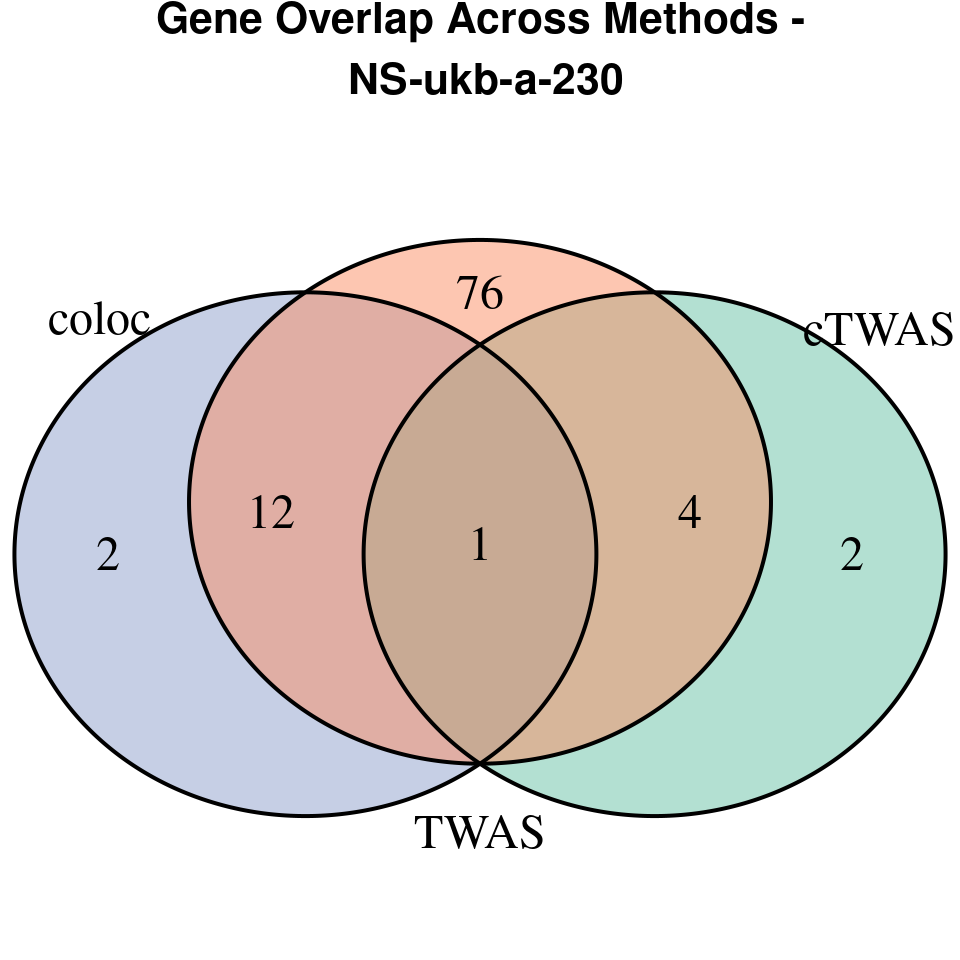 Gene Overlap Across Methods -
NS-ukb-a-230
76
coloc
cTWAS
12
4
1
2
2
TWAS